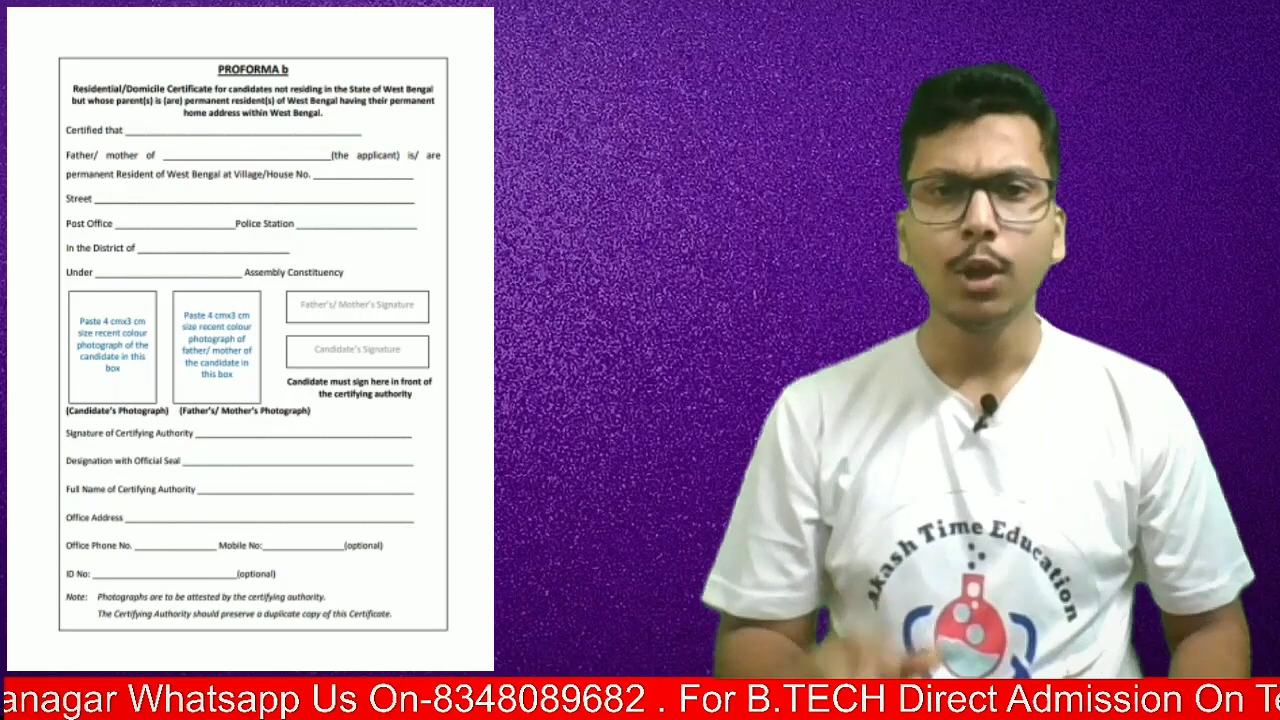 PROFORMA b
Residential/Domicile Certificate for candidates not residing in the State of West Bengal
but whose parent(s) is (are) permanent resident(s) of West Bengal having their permanent
home address within West Bengal.
Certified that
Father/ mother of (the applicant) is/ are
permanent Resident of West Bengal at Village/House No.
Street
Post Office Police Station
In the District of
Under Assembly Constituency
Paste 4 cmx3 cm
size recent colour
photograph of the
candidate in this
box
Paste 4 cmx3 cm
size recent colour
photograph of
father/ mother of
the candidate in
this box
Father's/ Mother's Signature
Candidate's Signature
Candidate must sign here in front of
the certifying authority
(Candidate's Photograph) (Father's/ Mother's Photograph)
Signature of Certifying Authority
Designation with Official Seal
Full Name of Certifying Authority
Office Address
Office Phone No. Mobile No: (optional)
ID No: (optional)
Note: Photographs are to be attested by the certifying authority.
The Certifying Authority should preserve a duplicate copy of this Certificate.
Akash Time Education
anagar Whatsapp Us On-8348089682 . For B.TECH Direct Admission On